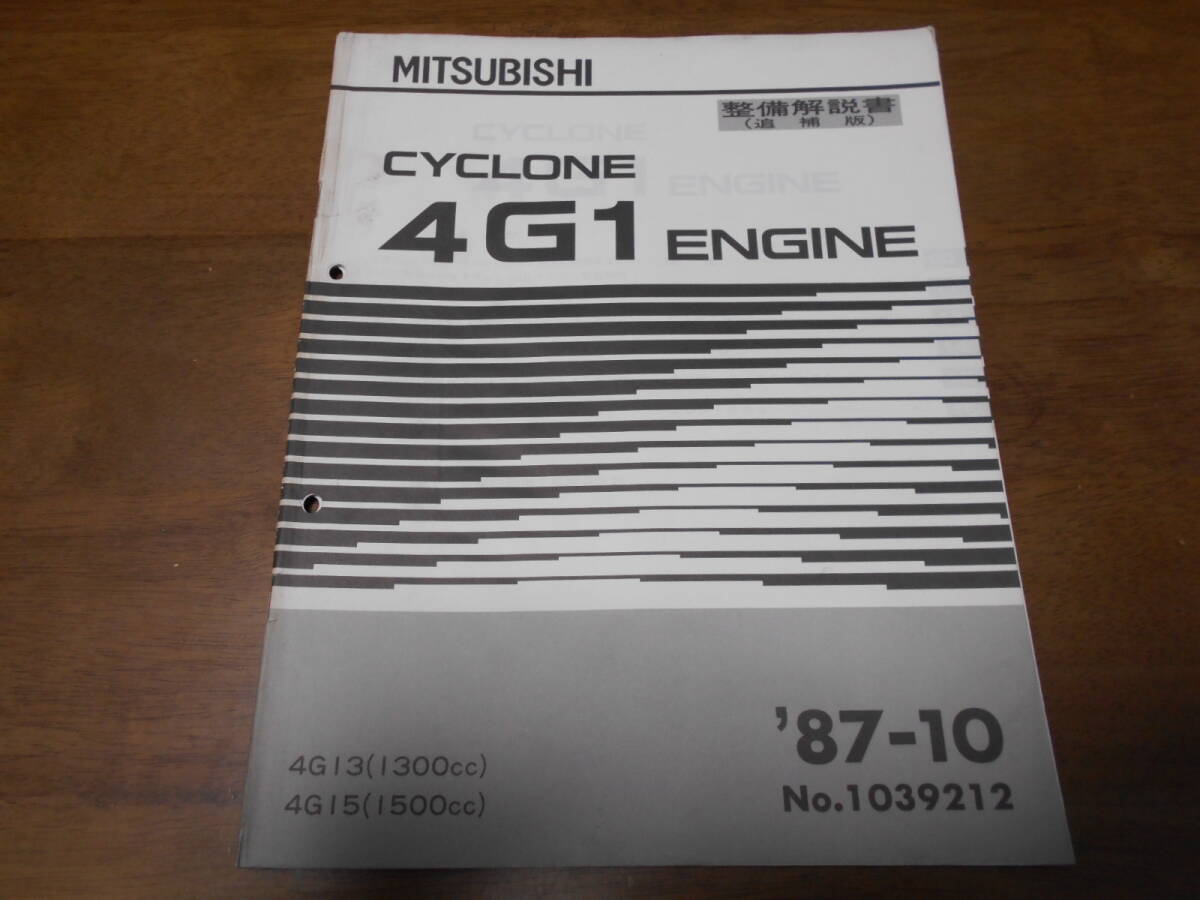 MITSUBISHI
整備解説書
(追補版)
CYCLONE
4G1 ENGINE
4G13(1300cc)
4G15(1500cc)
'87-10
No.1039212